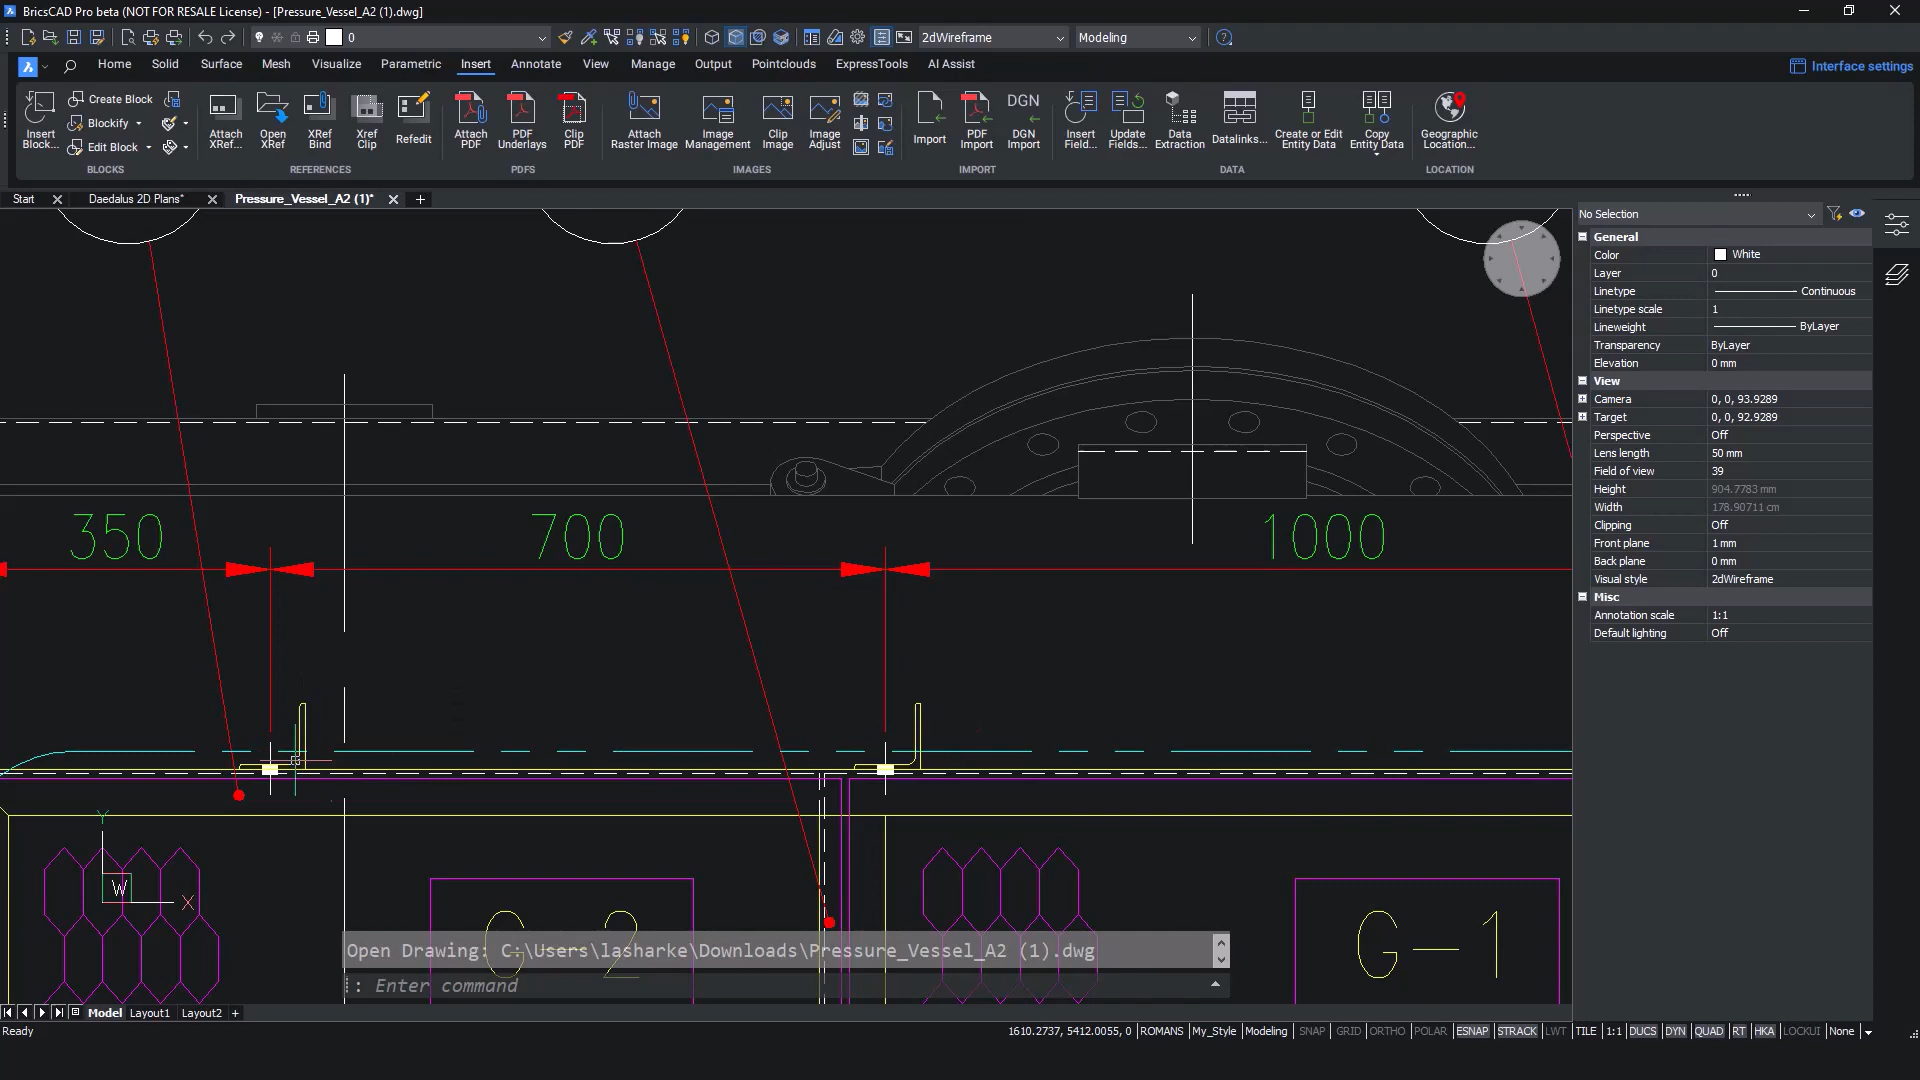 BricsCAD Pro beta (NOT FOR RESALE License) - [Pressure_Vessel_A2 (1).dwg]
0
2dWireframe
Modeling
Home Solid Surface Mesh Visualize Parametric Insert Annotate View Manage Output Pointclouds ExpressTools AI Assist
Interface settings
Insert Block...
Create Block
Blockify
Edit Block
Attach XRef...
Open XRef
XRef Bind
Xref Clip
Refedit
Attach PDF
PDF Underlays
Clip PDF
Attach Raster Image
Image Management
Clip Image
Image Adjust
Import
PDF Import
DGN
DGN Import
Insert Field...
Update Fields...
Data Extraction
Datalinks...
Create or Edit Entity Data
Copy Entity Data
Geographic Location...
BLOCKS REFERENCES PDFS IMAGES IMPORT DATA LOCATION
Start
Daedalus 2D Plans*
Pressure_Vessel_A2 (1)*
No Selection
General
Color White
Layer 0
Linetype Continuous
Linetype scale 1
Lineweight ByLayer
Transparency ByLayer
Elevation 0 mm
View
Camera 0, 0, 93.9289
Target 0, 0, 92.9289
Perspective Off
Lens length 50 mm
Field of view 39
Height 904.7783 mm
Width 178.90711 cm
Clipping Off
Front plane 1 mm
Back plane 0 mm
Visual style 2dWireframe
Misc
Annotation scale 1:1
Default lighting Off
350
700
1000
Y
W
X
G-2
G-1
Open Drawing: C:\Users\lasharke\Downloads\Pressure_Vessel_A2 (1).dwg
: Enter command
Model Layout1 Layout2 +
Ready
1610.2737, 5412.0055, 0 ROMANS My_Style Modeling SNAP GRID ORTHO POLAR ESNAP STRACK LWT TILE 1:1 DUCS DYN QUAD RT HKA LOCKUI None